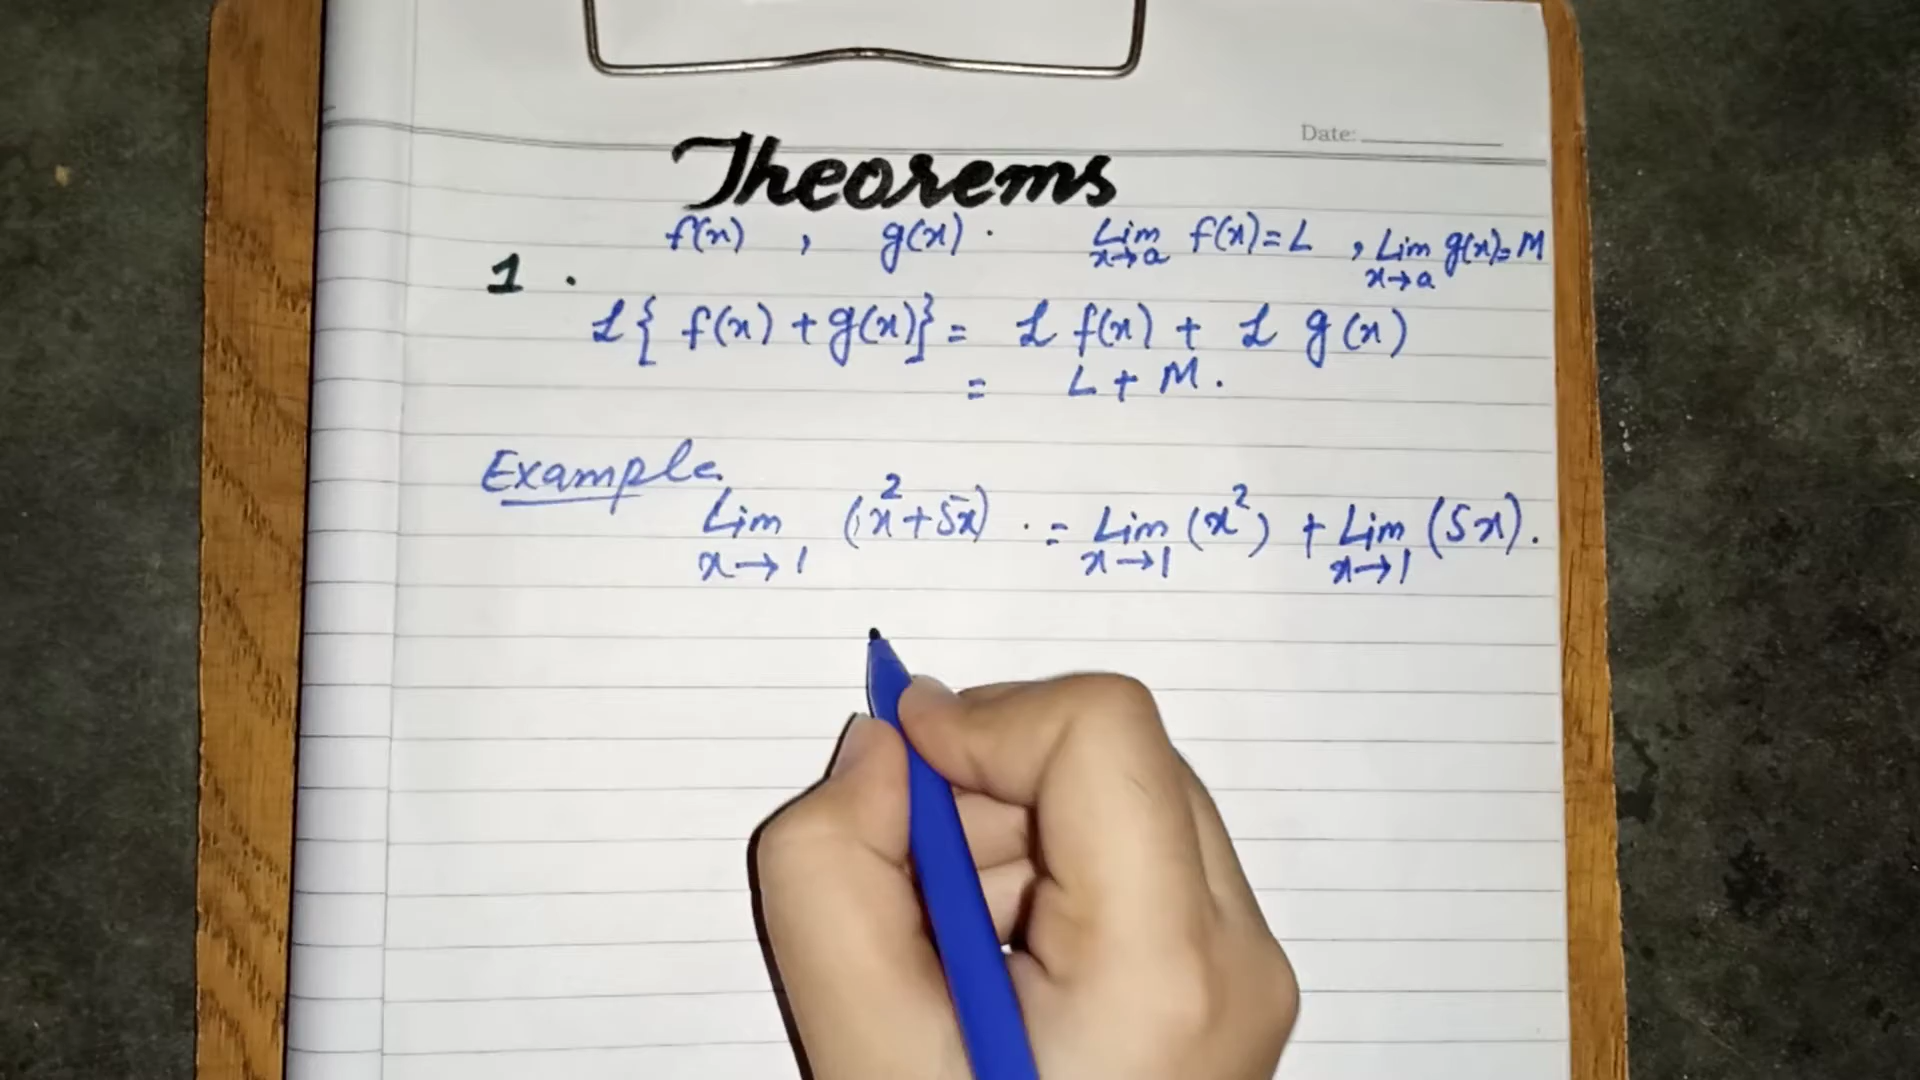 Date:
Theorems
f(x) , g(x) . Lim x→a f(x)=L , Lim x→a g(x)=M
1 .
L{ f(x) + g(x)} = L f(x) + L g(x)
= L + M .
Example
Lim x→1 (x² + 5x) . = Lim x→1 (x²) + Lim x→1 (5x) .